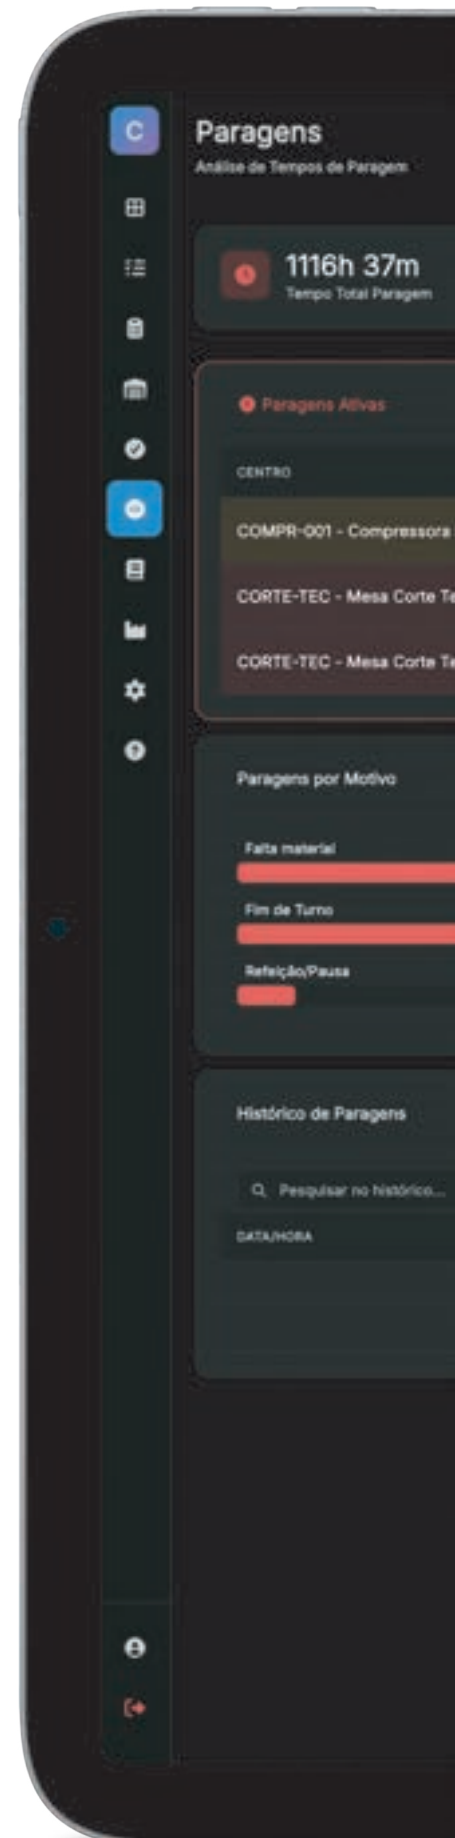 C
Paragens
Análise de Tempos de Paragem
1116h 37m
Tempo Total Paragem
Paragens Ativas
CENTRO
COMPR-001 - Compressora
CORTE-TEC - Mesa Corte Te
CORTE-TEC - Mesa Corte Te
Paragens por Motivo
Falta material
Fim de Turno
Refeição/Pausa
Histórico de Paragens
Pesquisar no histórico...
DATA/HORA